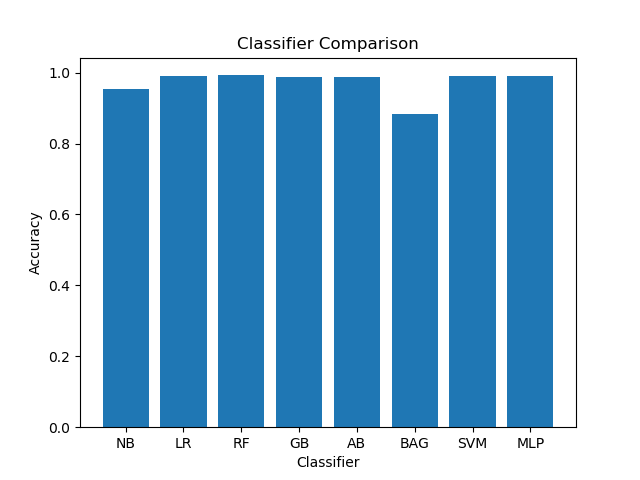 Classifier Comparison
1.0
0.8
0.6
0.4
0.2
0.0
Accuracy
NB LR RF GB AB BAG SVM MLP
Classifier